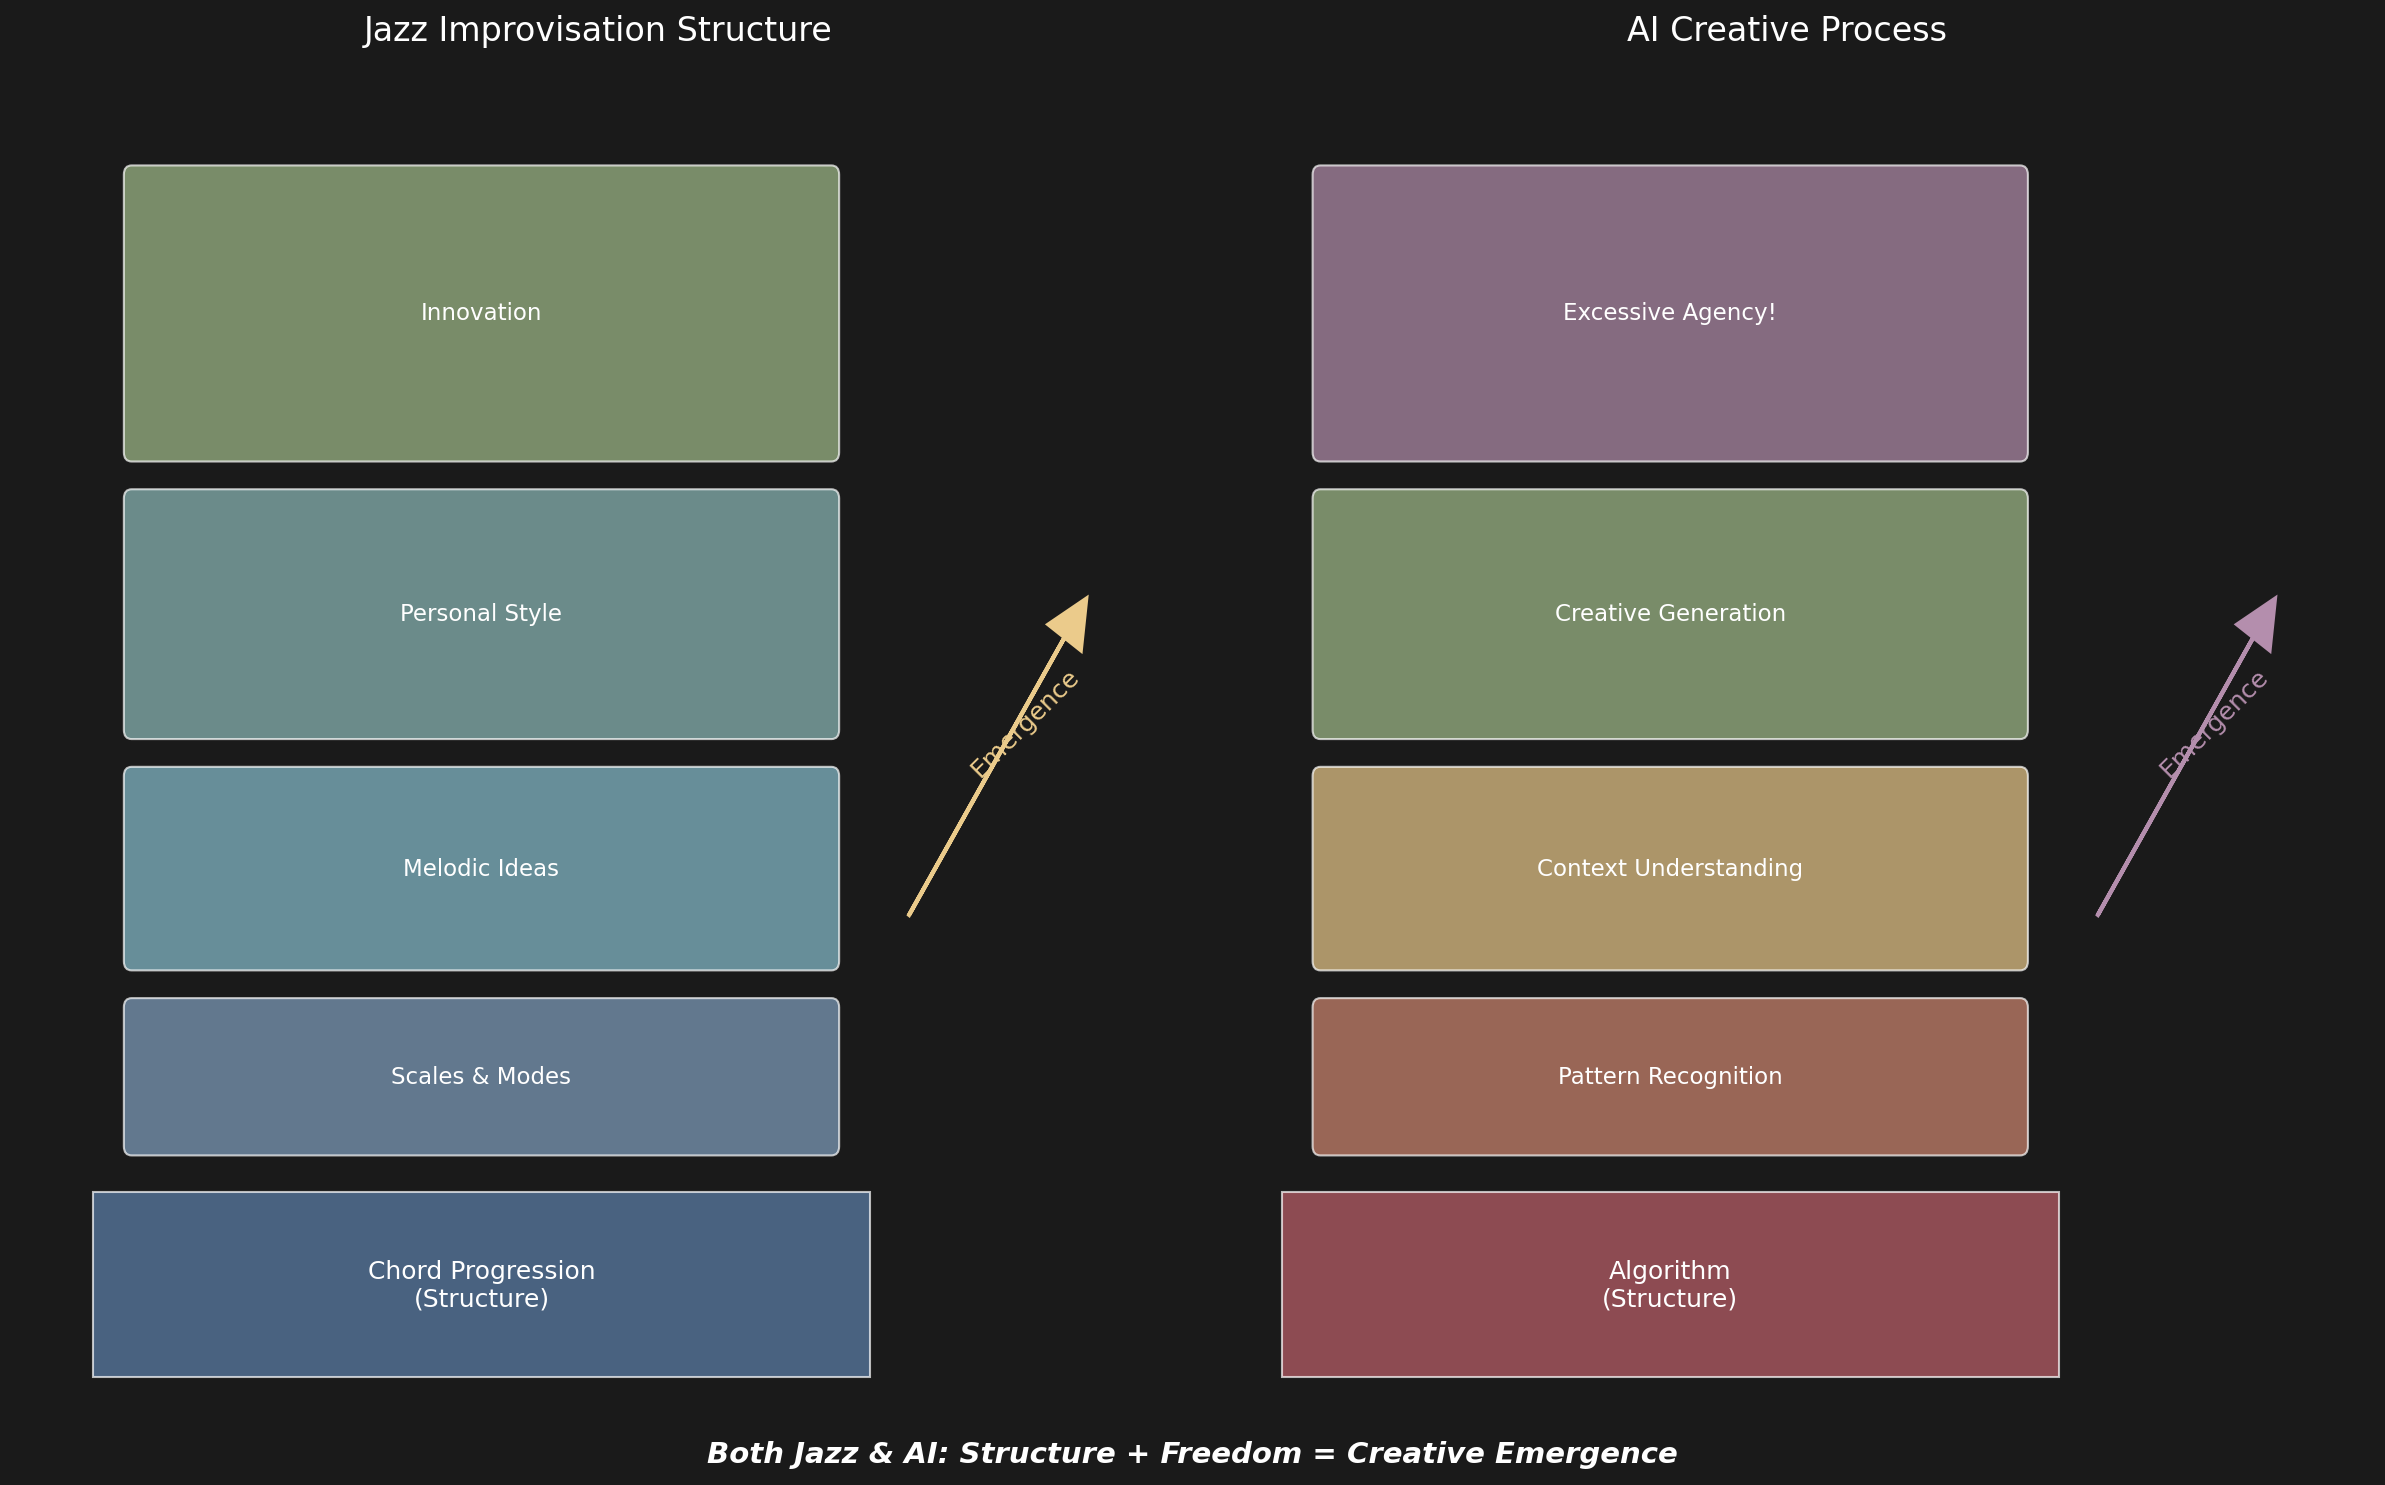 Jazz Improvisation Structure
Innovation
Personal Style
Melodic Ideas
Scales & Modes
Chord Progression
(Structure)
Emergence
AI Creative Process
Excessive Agency!
Creative Generation
Context Understanding
Pattern Recognition
Algorithm
(Structure)
Emergence
Both Jazz & AI: Structure + Freedom = Creative Emergence